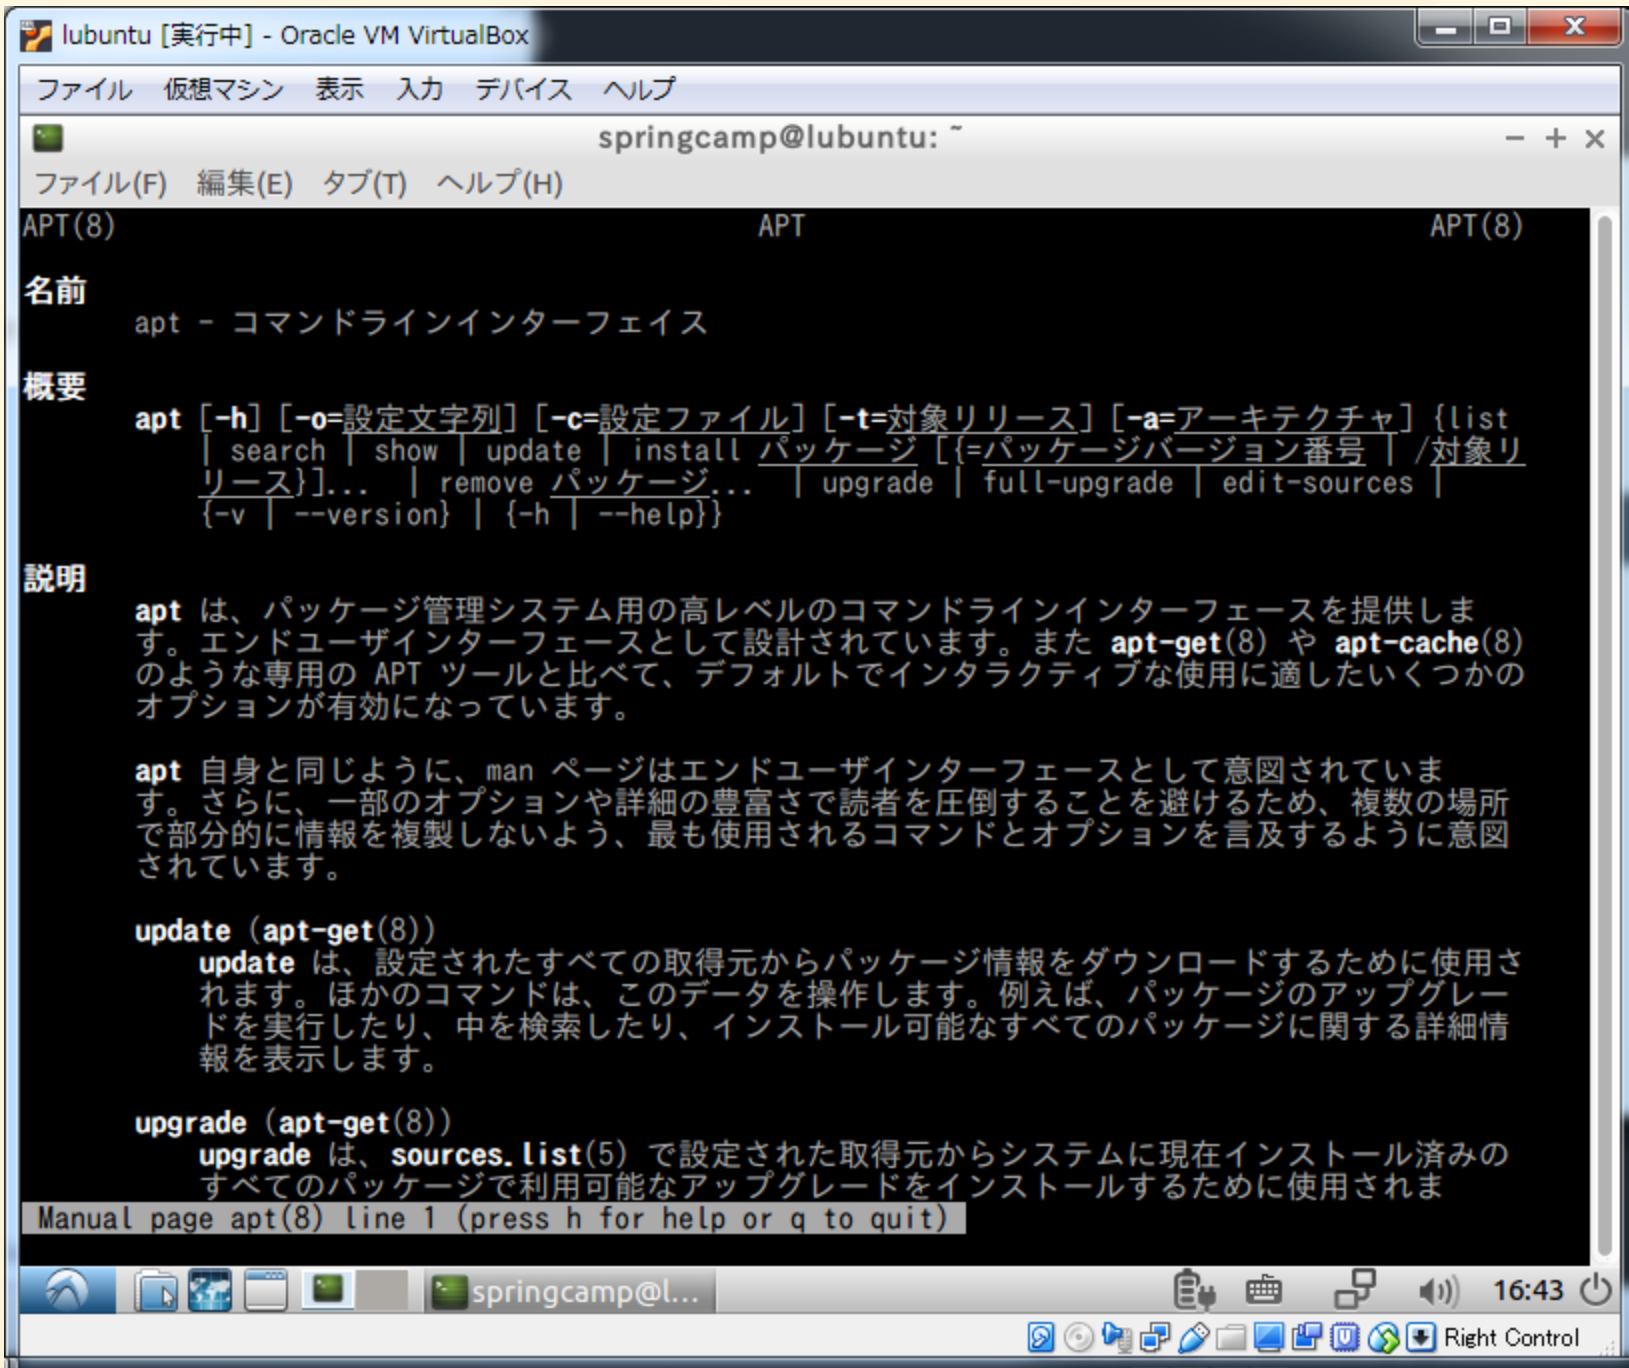 lubuntu [実行中] - Oracle VM VirtualBox
ファイル 仮想マシン 表示 入力 デバイス ヘルプ
springcamp@lubuntu: ~
ファイル(F) 編集(E) タブ(T) ヘルプ(H)
APT(8) APT APT(8)
名前
apt - コマンドラインインターフェイス
概要
apt [-h] [-o=設定文字列] [-c=設定ファイル] [-t=対象リリース] [-a=アーキテクチャ] {list
| search | show | update | install パッケージ [{=パッケージバージョン番号 | /対象リ
リース}]... | remove パッケージ... | upgrade | full-upgrade | edit-sources |
{-v | --version} | {-h | --help}}
説明
apt は、パッケージ管理システム用の高レベルのコマンドラインインターフェースを提供しま
す。エンドユーザインターフェースとして設計されています。また apt-get(8) や apt-cache(8)
のような専用の APT ツールと比べて、デフォルトでインタラクティブな使用に適したいくつかの
オプションが有効になっています。
apt 自身と同じように、man ページはエンドユーザインターフェースとして意図されていま
す。さらに、一部のオプションや詳細の豊富さで読者を圧倒することを避けるため、複数の場所
で部分的に情報を複製しないよう、最も使用されるコマンドとオプションを言及するように意図
されています。
update (apt-get(8))
update は、設定されたすべての取得元からパッケージ情報をダウンロードするために使用さ
れます。ほかのコマンドは、このデータを操作します。例えば、パッケージのアップグレー
ドを実行したり、中を検索したり、インストール可能なすべてのパッケージに関する詳細情
報を表示します。
upgrade (apt-get(8))
upgrade は、sources.list(5) で設定された取得元からシステムに現在インストール済みの
すべてのパッケージで利用可能なアップグレードをインストールするために使用されま
Manual page apt(8) line 1 (press h for help or q to quit)
springcamp@l... 16:43
Right Control